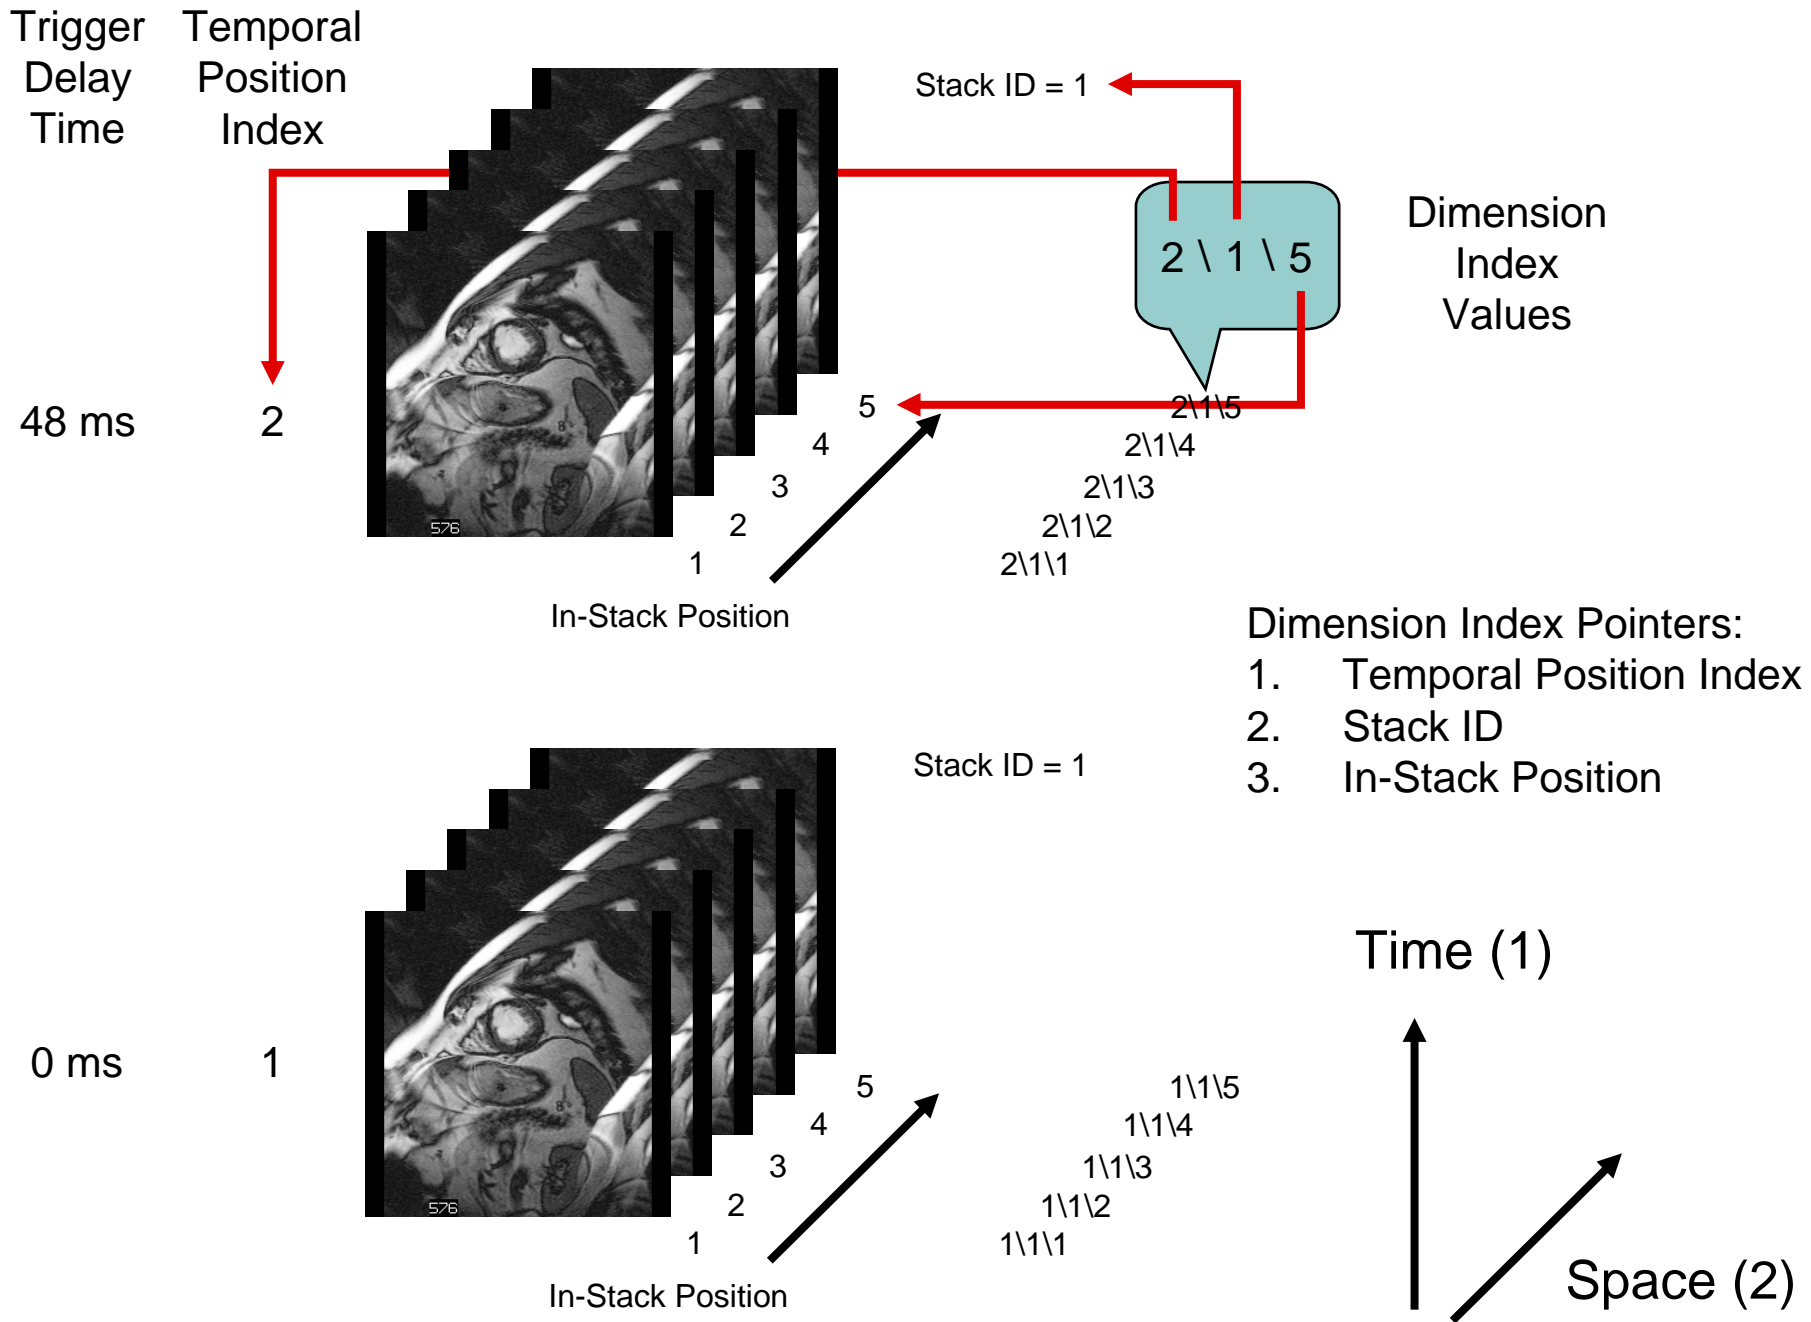 Trigger
Delay
Time
Temporal
Position
Index
Stack ID = 1
2 \ 1 \ 5
Dimension
Index
Values
48 ms
2
5
4
3
2
1
2\1\5
2\1\4
2\1\3
2\1\2
2\1\1
576
In-Stack Position
Dimension Index Pointers:
1. Temporal Position Index
2. Stack ID
3. In-Stack Position
Stack ID = 1
0 ms
1
5
4
3
2
1
1\1\5
1\1\4
1\1\3
1\1\2
1\1\1
576
In-Stack Position
Time (1)
Space (2)